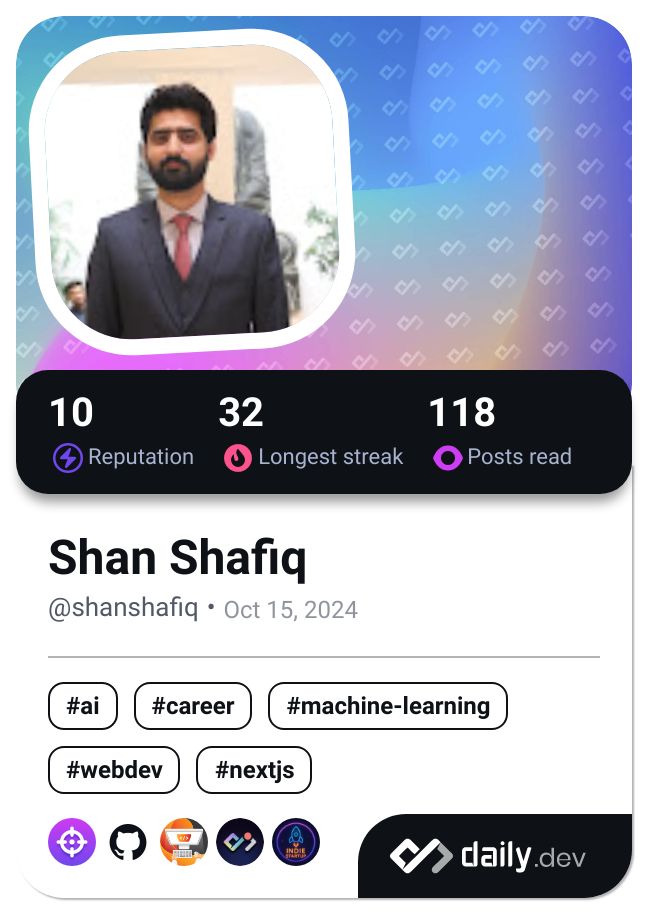 10 32 118
Reputation Longest streak Posts read
Shan Shafiq
@shanshafiq • Oct 15, 2024
#ai #career #machine-learning
#webdev #nextjs
INDIE
STARTUP
daily.dev